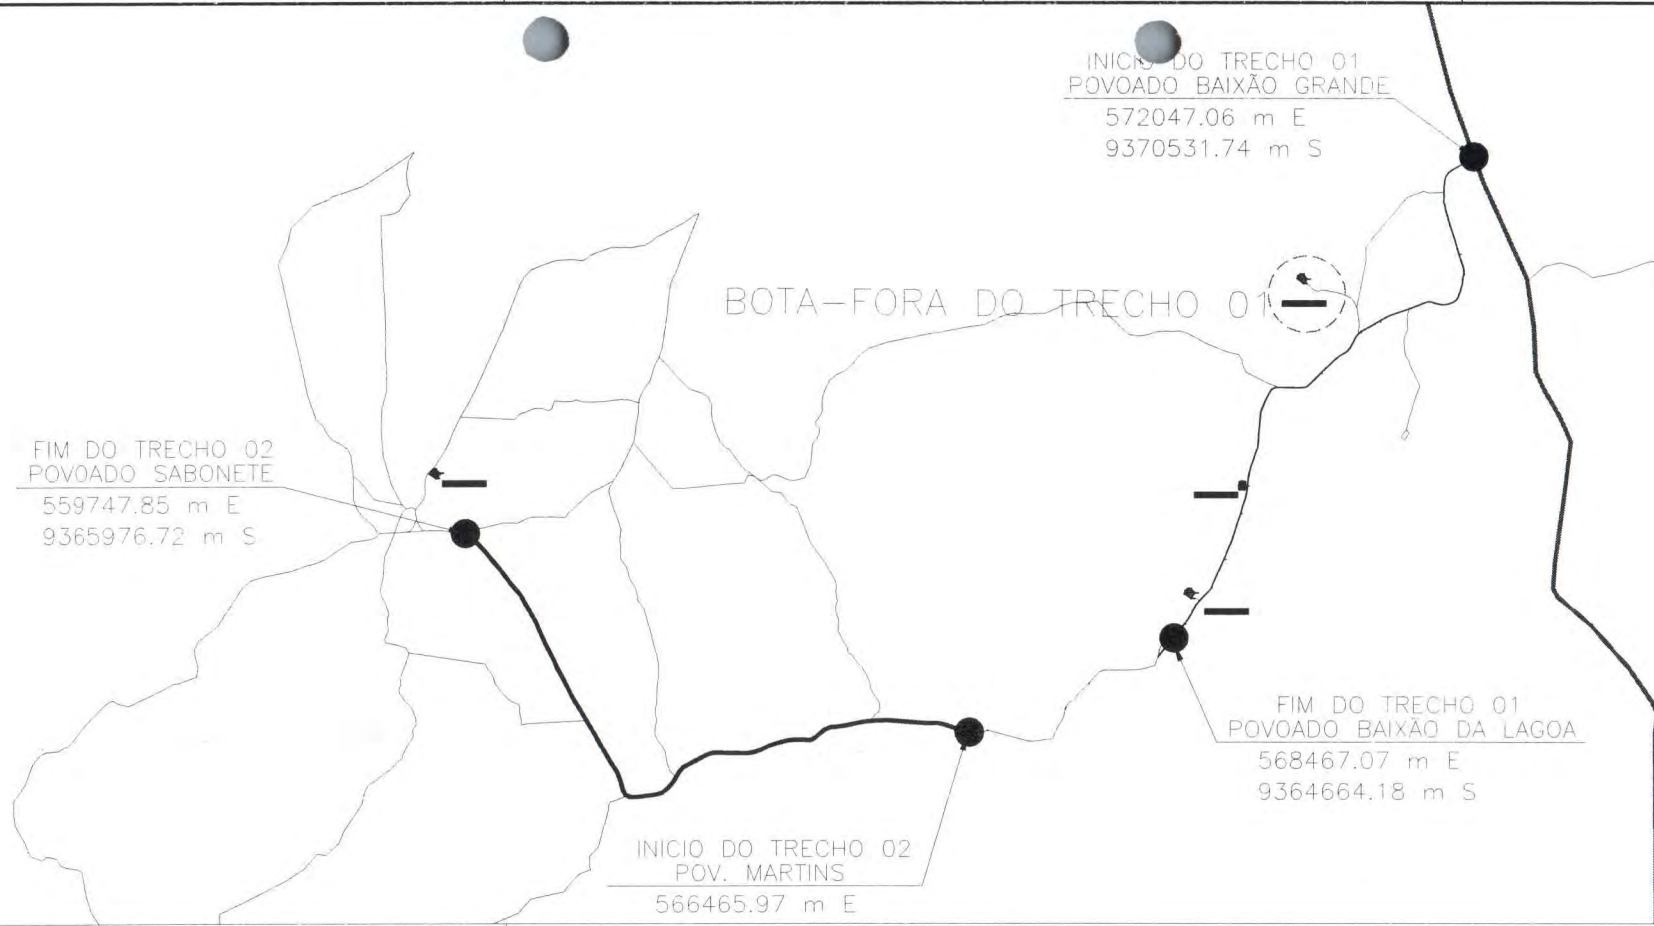 INICIO DO TRECHO 01
POVOADO BAIXÃO GRANDE
572047.06 m E
9370531.74 m S
BOTA-FORA DO TRECHO 01
FIM DO TRECHO 02
POVOADO SABONETE
559747.85 m E
9365976.72 m S
FIM DO TRECHO 01
POVOADO BAIXÃO DA LAGOA
568467.07 m E
9364664.18 m S
INICIO DO TRECHO 02
POV. MARTINS
566465.97 m E